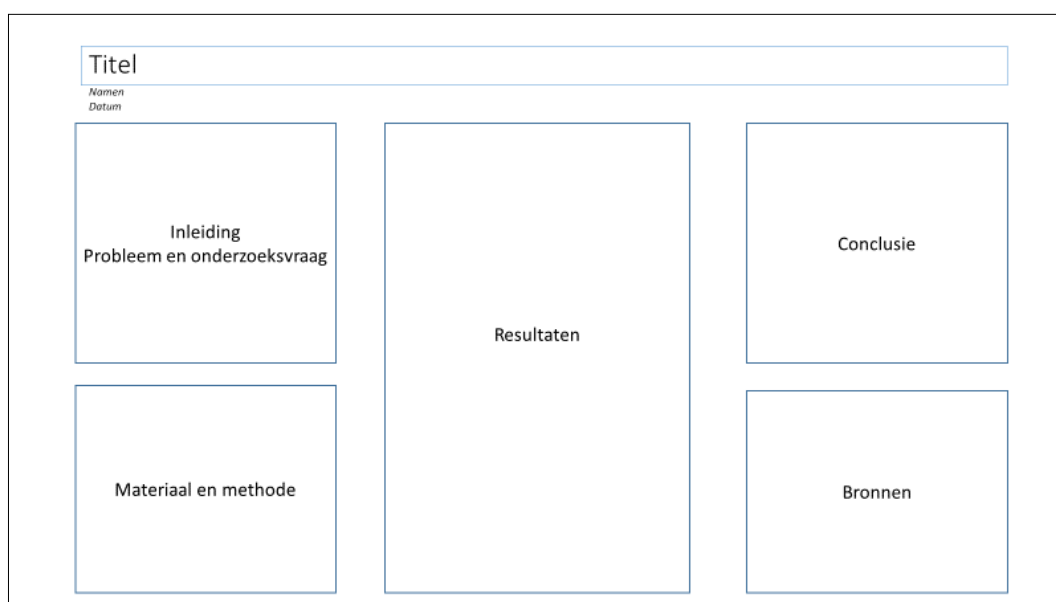 Titel
Namen
Datum
Inleiding
Probleem en onderzoeksvraag
Materiaal en methode
Resultaten
Conclusie
Bronnen